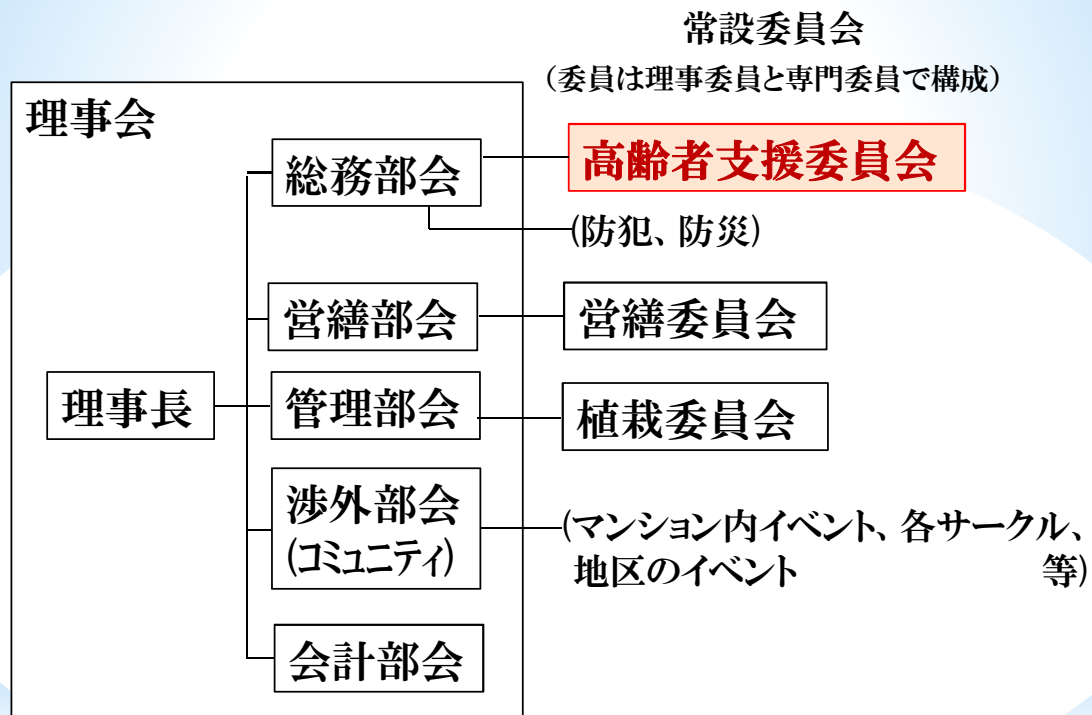 常設委員会
（委員は理事委員と専門委員で構成）
理事会
総務部会
高齢者支援委員会
(防犯、防災)
営繕部会
営繕委員会
理事長
管理部会
植栽委員会
渉外部会
(コミュニティ)
(マンション内イベント、各サークル、
地区のイベント 等)
会計部会